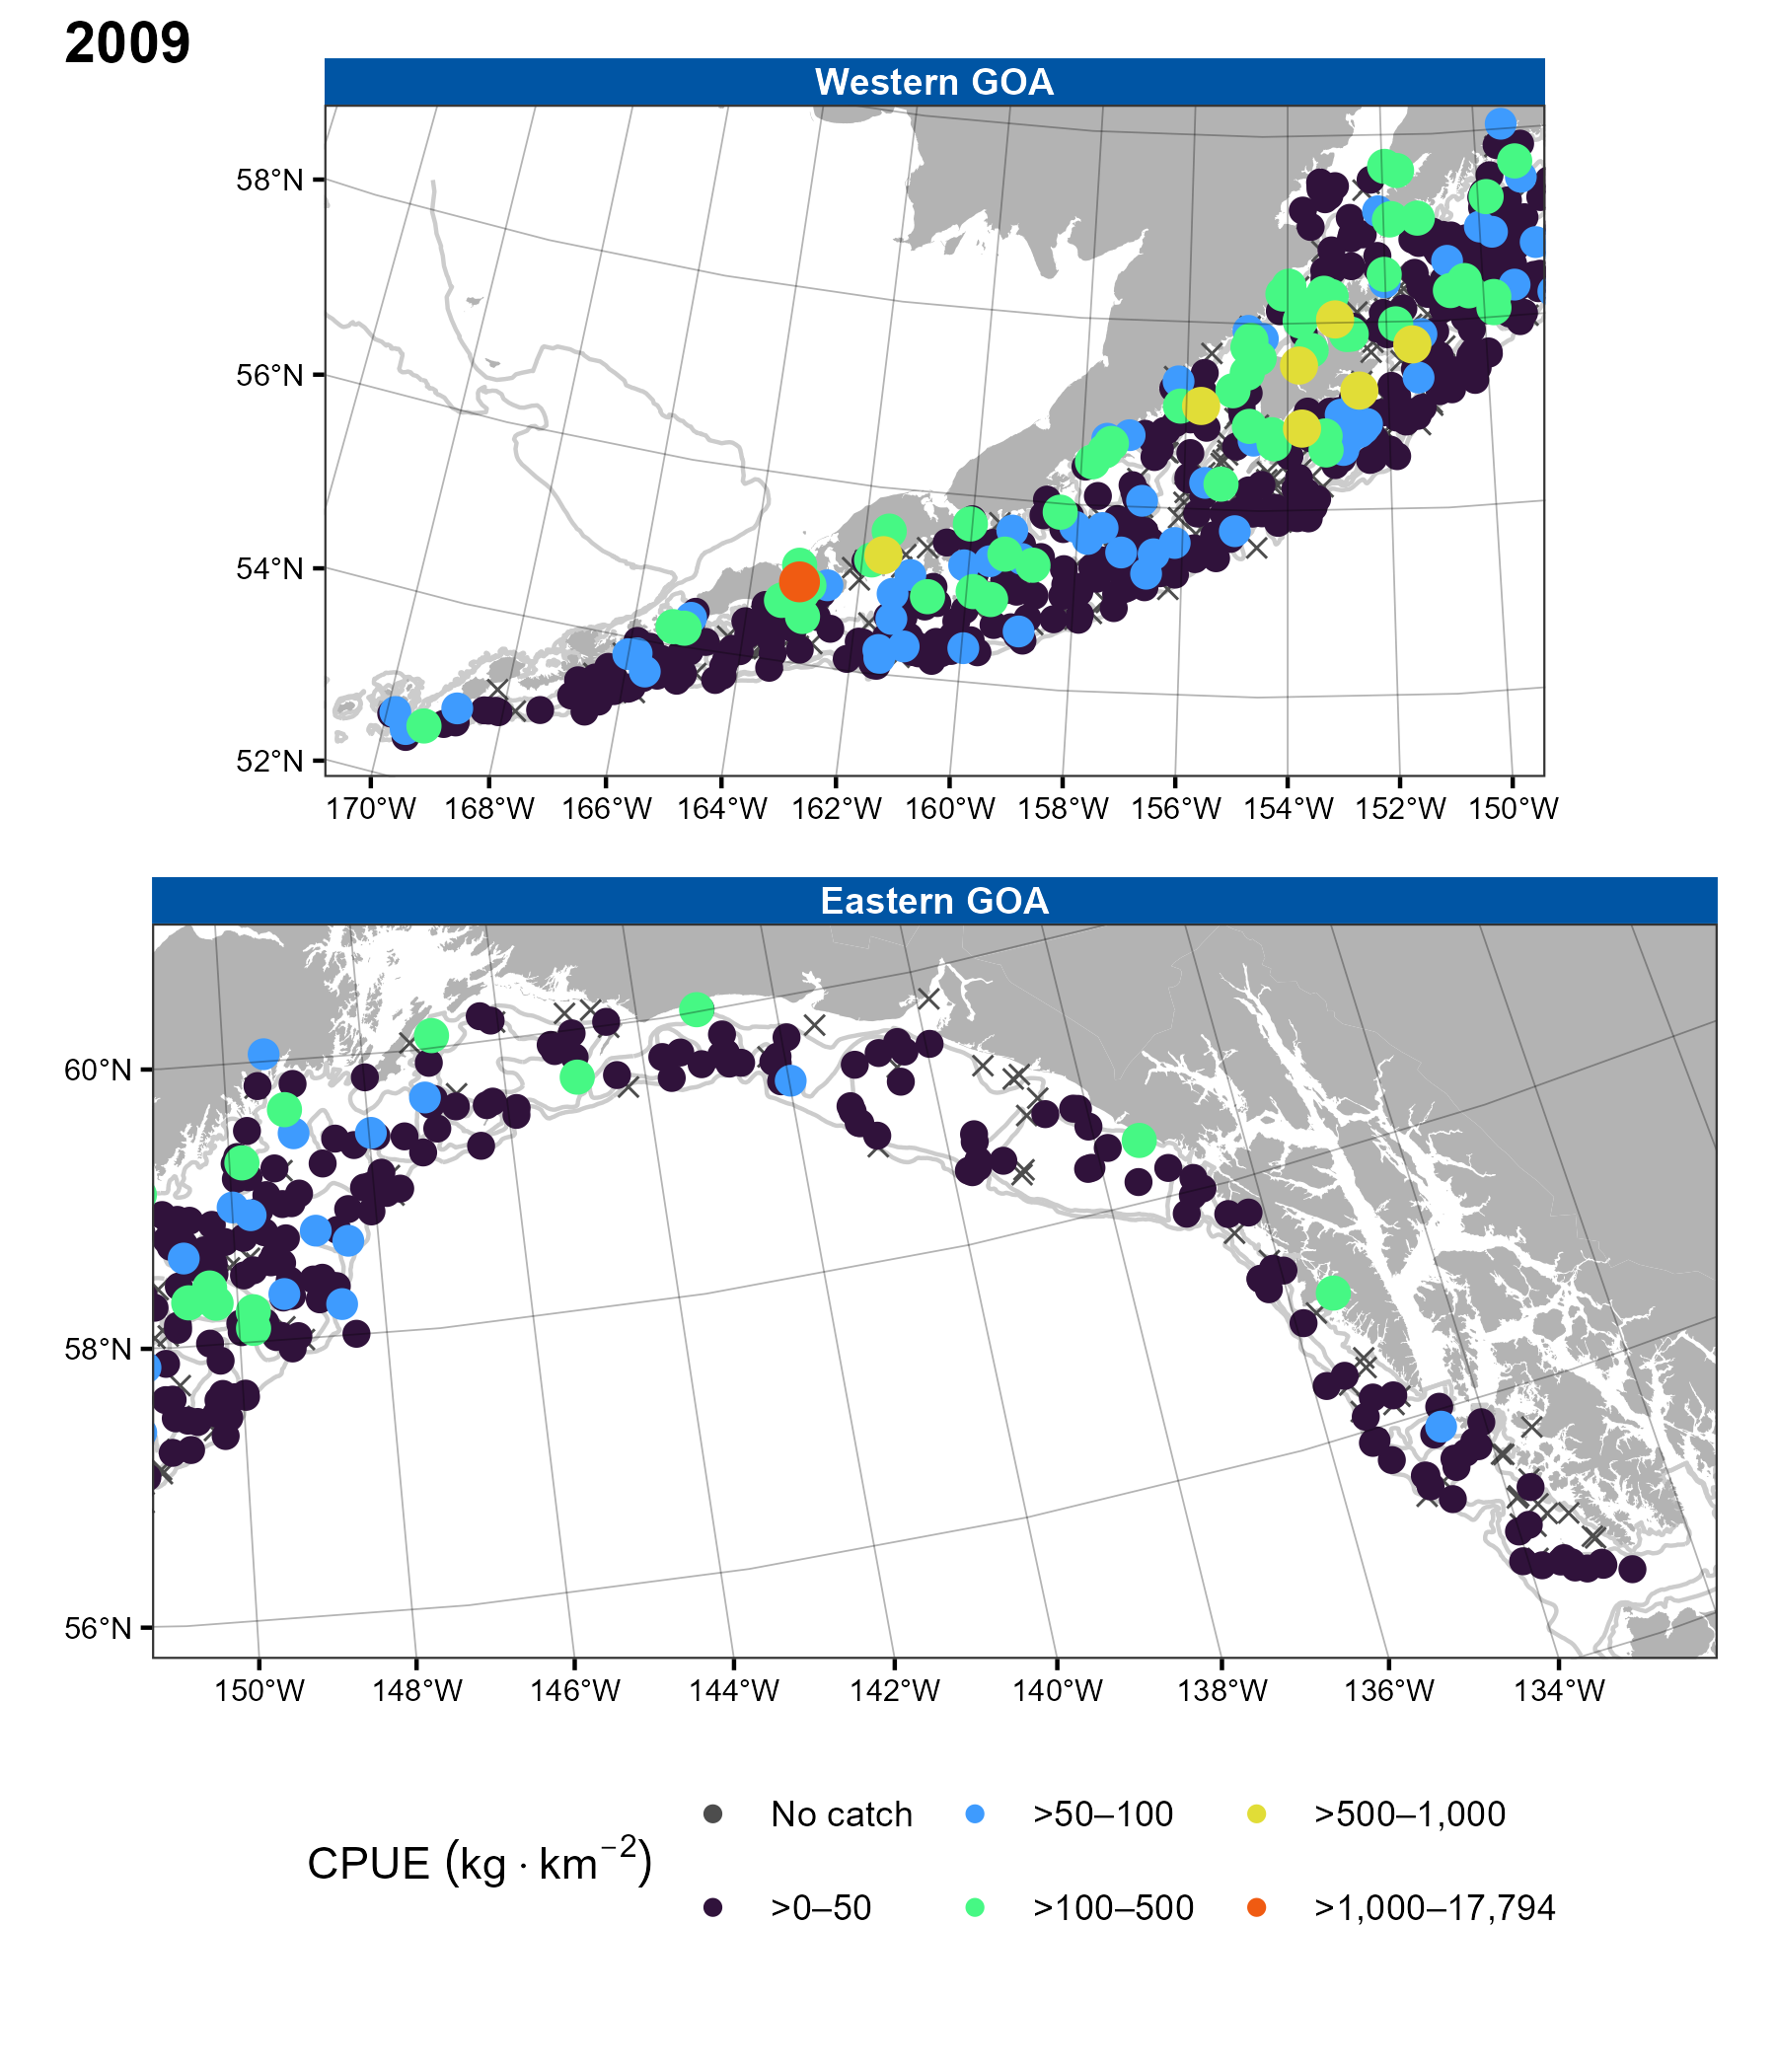 2009
Western GOA
58°N
56°N
54°N
52°N
170°W 168°W 166°W 164°W 162°W 160°W 158°W 156°W 154°W 152°W 150°W
Eastern GOA
60°N
58°N
56°N
150°W 148°W 146°W 144°W 142°W 140°W 138°W 136°W 134°W
CPUE (kg · km⁻²)
No catch >50–100 >500–1,000
>0–50 >100–500 >1,000–17,794